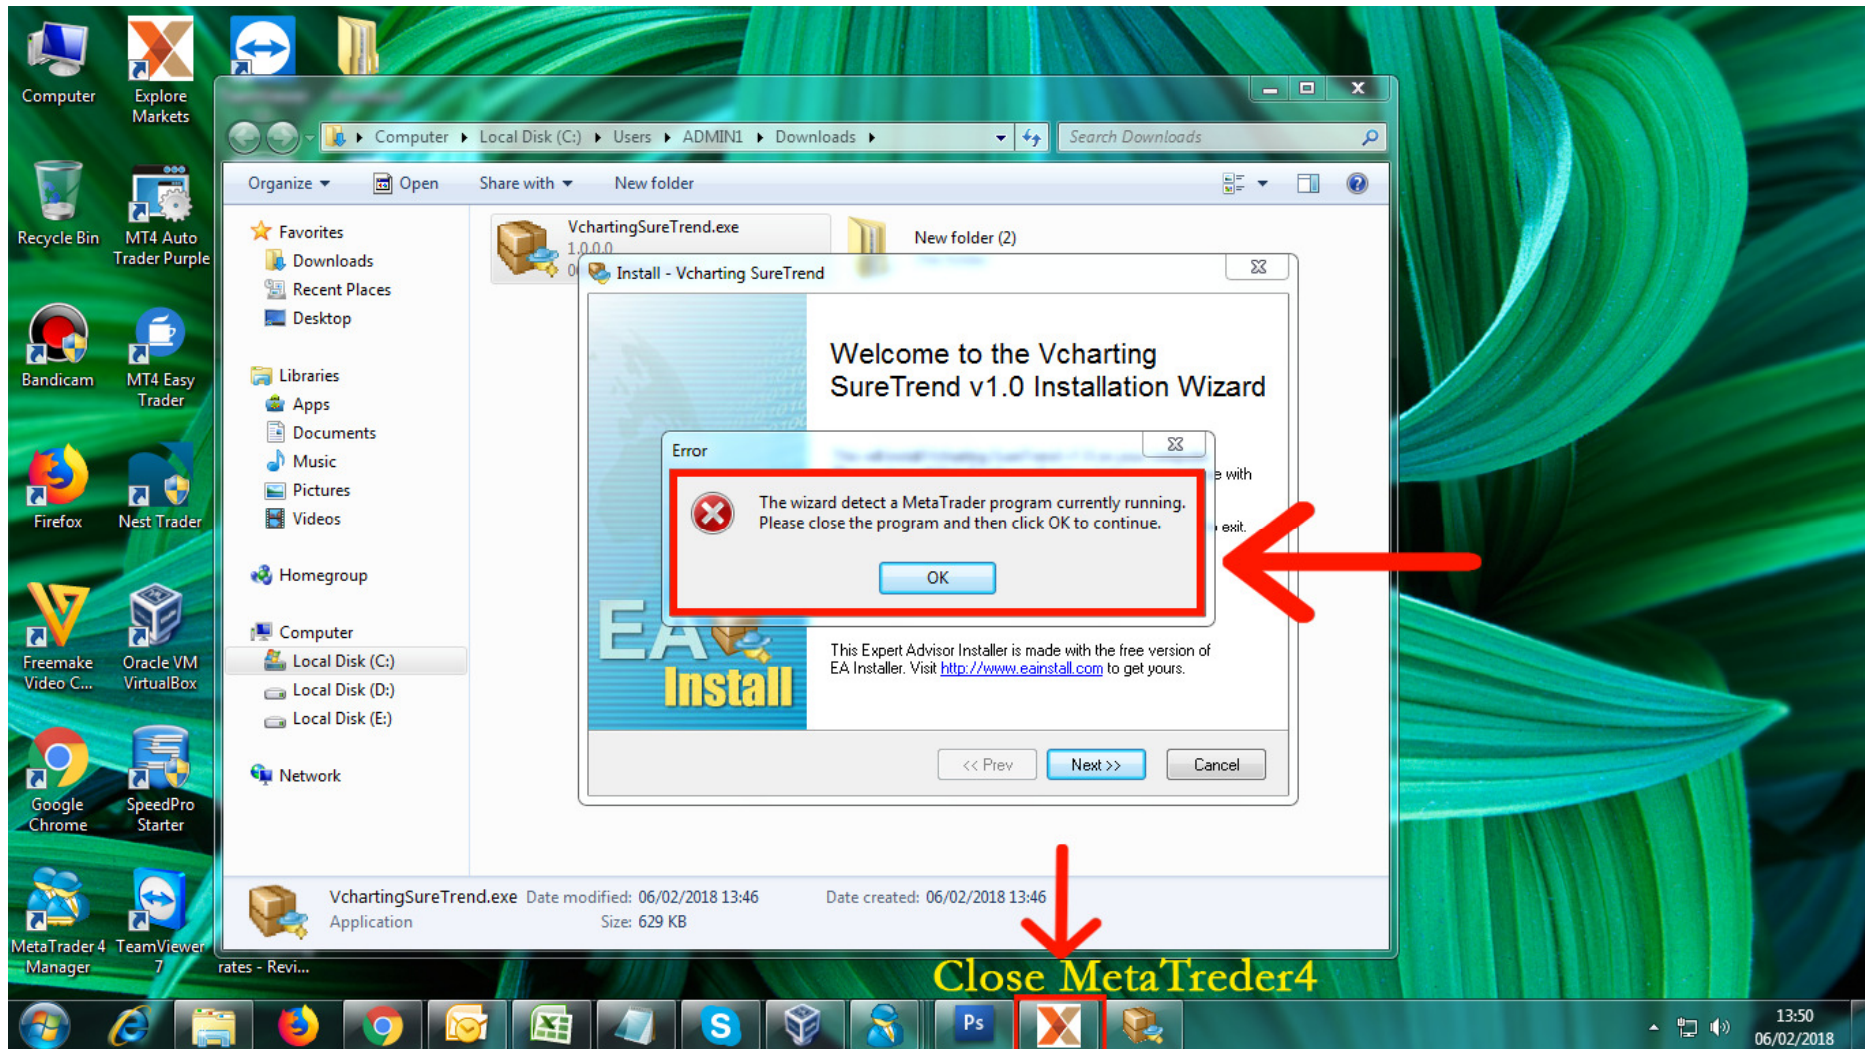 Computer
Explore
Markets
Recycle Bin
MT4 Auto
Trader Purple
Bandicam
MT4 Easy
Trader
Firefox
Nest Trader
Freemake
Video C...
Oracle VM
VirtualBox
Google
Chrome
SpeedPro
Starter
MetaTrader 4
Manager
TeamViewer
7
rates - Revi...
Computer
Local Disk (C:)
Users
ADMIN1
Downloads
Search Downloads
Organize
Open
Share with
New folder
Favorites
Downloads
Recent Places
Desktop
Libraries
Apps
Documents
Music
Pictures
Videos
Homegroup
Computer
Local Disk (C:)
Local Disk (D:)
Local Disk (E:)
Network
VchartingSureTrend.exe
1.0.0.0
New folder (2)
Install - Vcharting SureTrend
Welcome to the Vcharting
SureTrend v1.0 Installation Wizard
with
exit.
Error
The wizard detect a MetaTrader program currently running.
Please close the program and then click OK to continue.
OK
EA
Install
This Expert Advisor Installer is made with the free version of
EA Installer. Visit http://www.eainstall.com to get yours.
<< Prev
Next >>
Cancel
VchartingSureTrend.exe Date modified: 06/02/2018 13:46 Date created: 06/02/2018 13:46
Application Size: 629 KB
Close MetaTreder4
Ps
13:50
06/02/2018